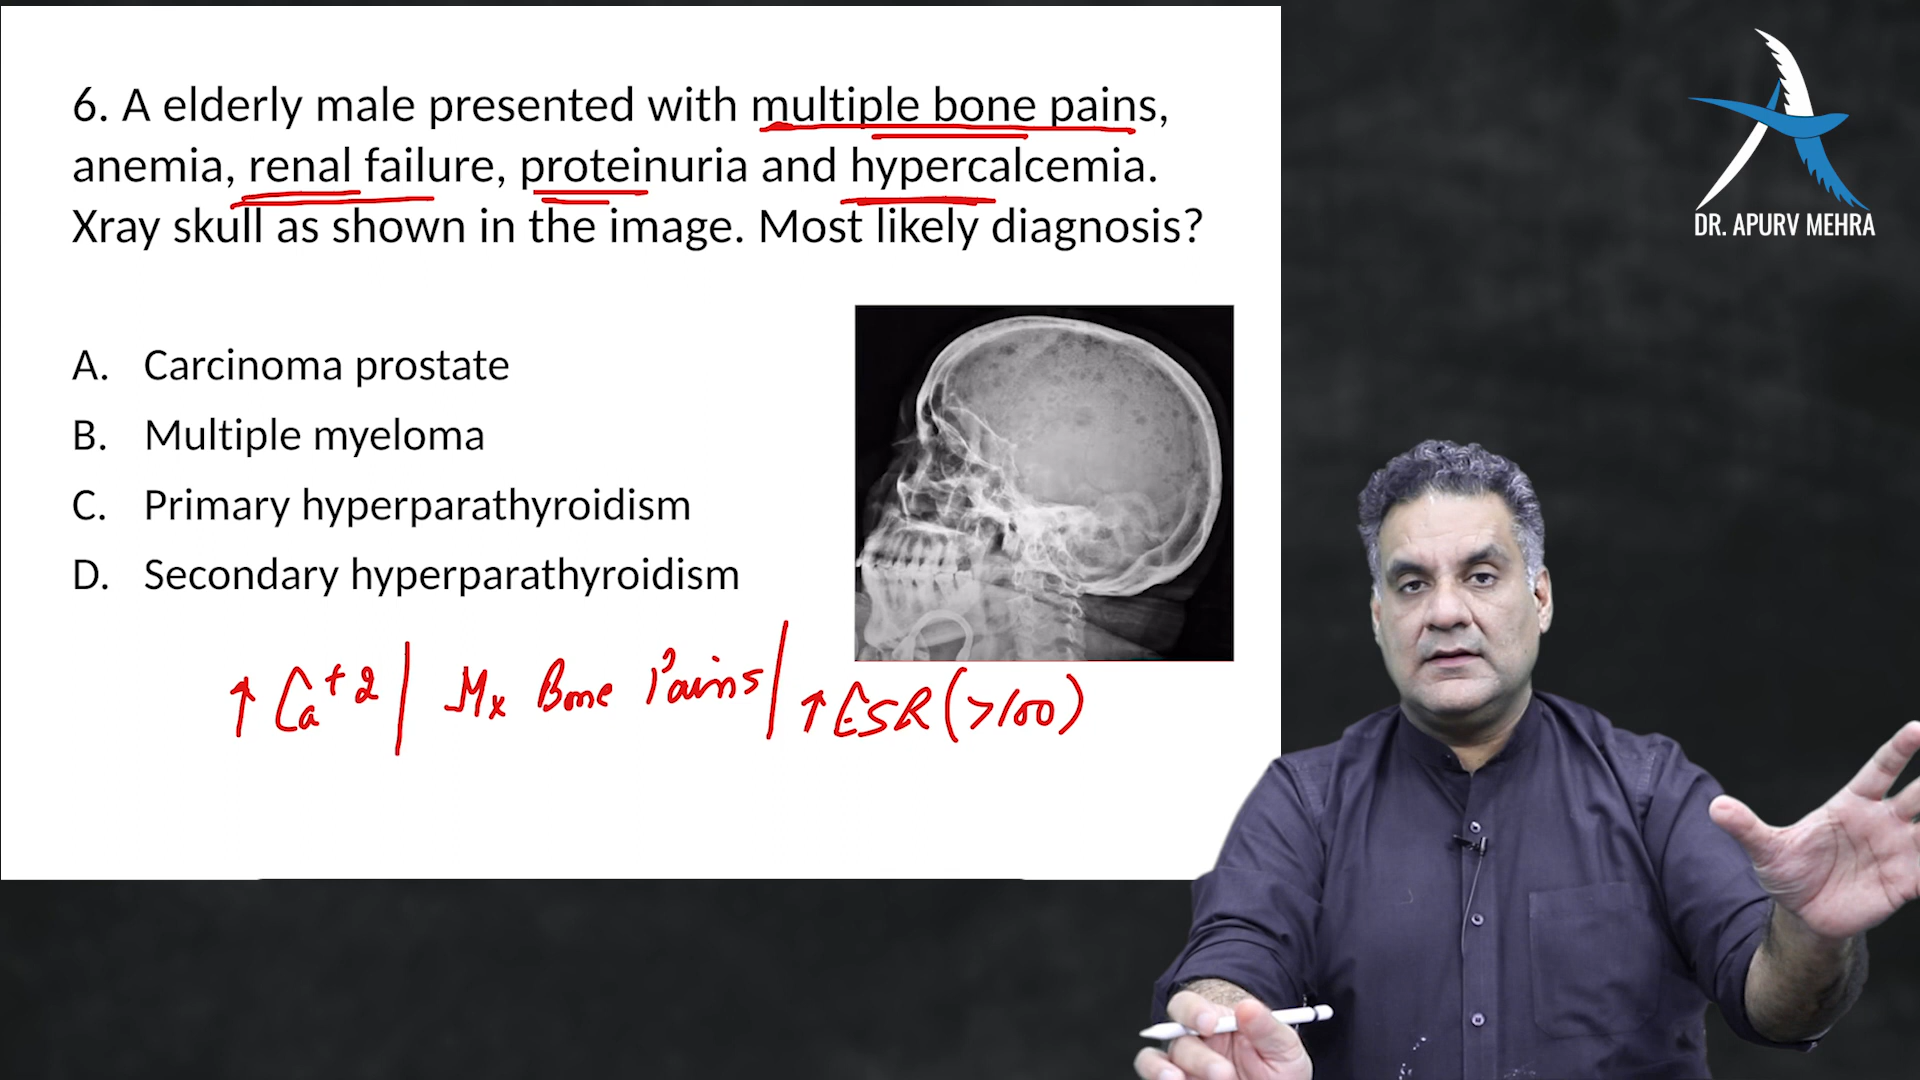 6. A elderly male presented with multiple bone pains,
anemia, renal failure, proteinuria and hypercalcemia.
Xray skull as shown in the image. Most likely diagnosis?
A. Carcinoma prostate
B. Multiple myeloma
C. Primary hyperparathyroidism
D. Secondary hyperparathyroidism
↑ Ca+2 | Mx Bone Pains | ↑ ESR (>100)
DR. APURV MEHRA